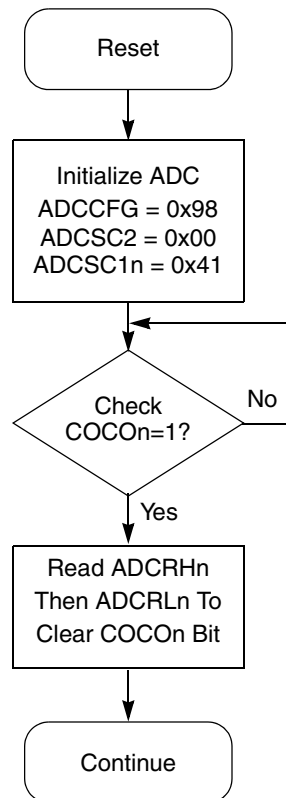 Reset
Initialize ADC
ADCCFG = 0x98
ADCSC2 = 0x00
ADCSC1n = 0x41
Check
COCOn=1?
No
Yes
Read ADCRHn
Then ADCRLn To
Clear COCOn Bit
Continue